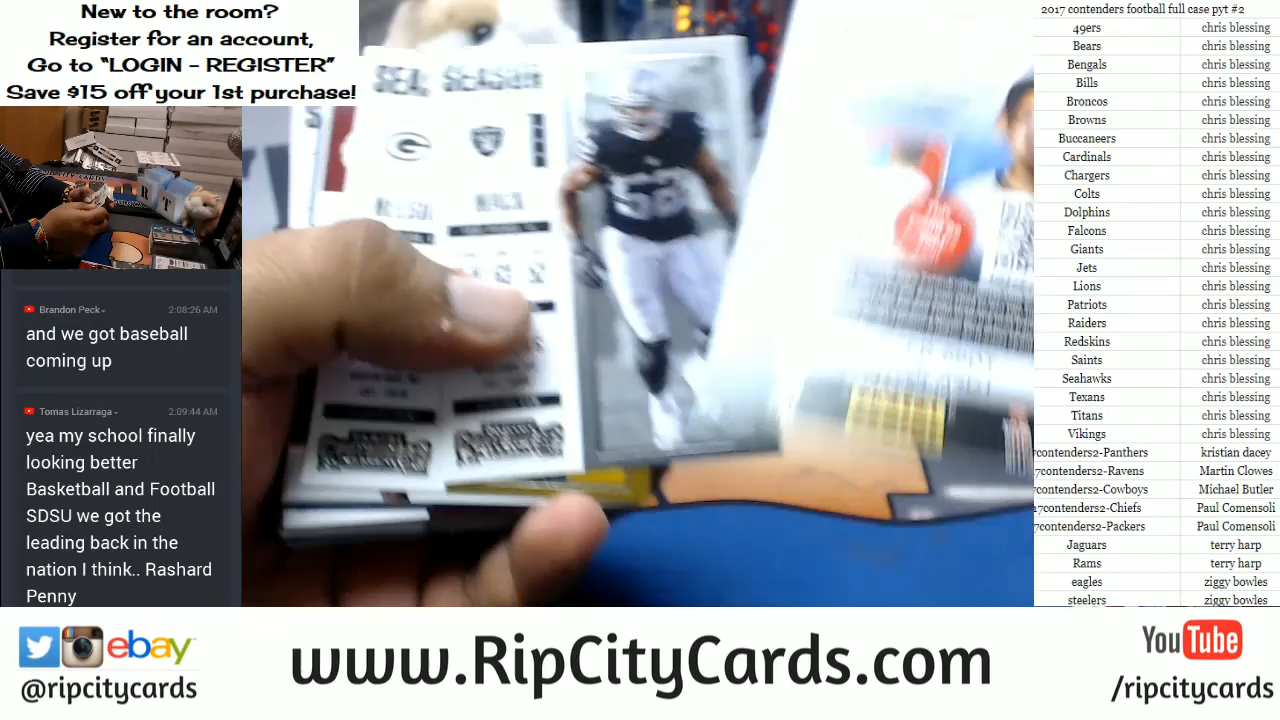 New to the room?
Register for an account,
Go to “LOGIN - REGISTER”
Save $15 off your 1st purchase!
Brandon Peck
2:08:26 AM
and we got baseball
coming up
Tomas Lizarraga
2:09:44 AM
yea my school finally
looking better
Basketball and Football
SDSU we got the
leading back in the
nation I think.. Rashard
Penny
SEASON
52
2017 contenders football full case pyt #2
49ers chris blessing
Bears chris blessing
Bengals chris blessing
Bills chris blessing
Broncos chris blessing
Browns chris blessing
Buccaneers chris blessing
Cardinals chris blessing
Chargers chris blessing
Colts chris blessing
Dolphins chris blessing
Falcons chris blessing
Giants chris blessing
Jets chris blessing
Lions chris blessing
Patriots chris blessing
Raiders chris blessing
Redskins chris blessing
Saints chris blessing
Seahawks chris blessing
Texans chris blessing
Titans chris blessing
Vikings chris blessing
7contenders2-Panthers kristian dacey
17contenders2-Ravens Martin Clowes
7contenders2-Cowboys Michael Butler
17contenders2-Chiefs Paul Comensoli
7contenders2-Packers Paul Comensoli
Jaguars terry harp
Rams terry harp
eagles ziggy bowles
steelers ziggy bowles
ebay
@ripcitycards
www.RipCityCards.com
YouTube
/ripcitycards